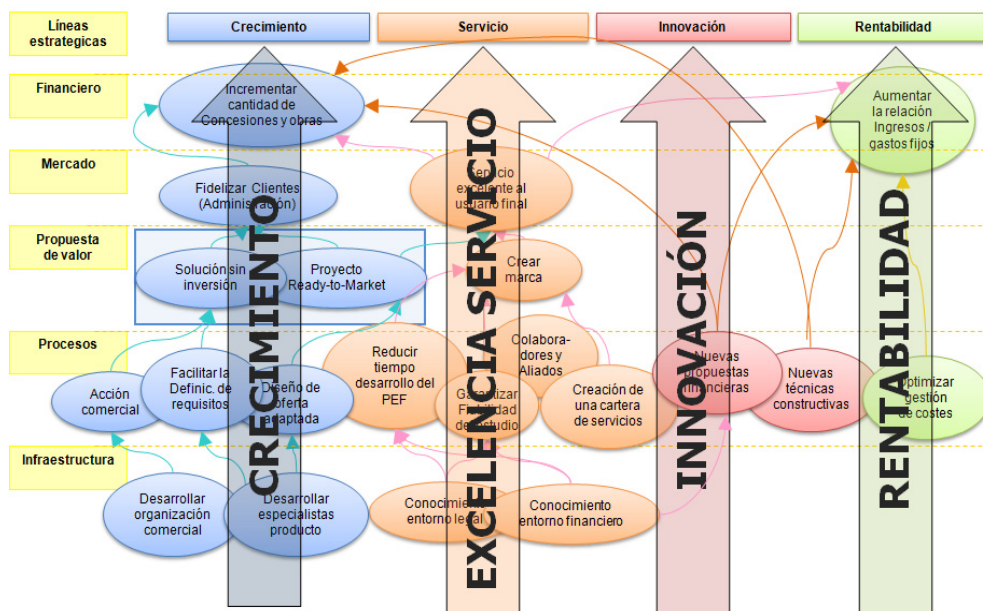 Líneas
estrategicas
Crecimiento
Servicio
Innovación
Rentabilidad
Financiero
Incrementar
cantidad de
Concesiones y obras
Aumentar
la relación
Ingresos /
gastos fijos
Mercado
Fidelizar Clientes
(Administración)
Servicio
excelente al
usuario final
Propuesta
de valor
Solución sin
inversión
Proyecto
Ready-to-Market
Crear
marca
Procesos
Acción
comercial
Facilitar la
Definic. de
requisitos
Diseño de
oferta
adaptada
Reducir
tiempo
desarrollo del
PEF
Garantizar
Fiabilidad
del estudio
Colabora-
dores y
Aliados
Creación de
una cartera
de servicios
Nuevas
propuestas
financieras
Nuevas
técnicas
constructivas
Optimizar
gestión
de costes
Infraestructura
Desarrollar
organización
comercial
Desarrollar
especialistas
producto
Conocimiento
entorno legal
Conocimiento
entorno financiero
CRECIMIENTO
EXCELENCIA SERVICIO
INNOVACIÓN
RENTABILIDAD